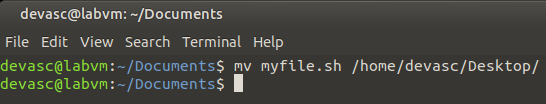 devasc@labvm: ~/Documents
File Edit View Search Terminal Help
devasc@labvm:~/Documents$ mv myfile.sh /home/devasc/Desktop/
devasc@labvm:~/Documents$